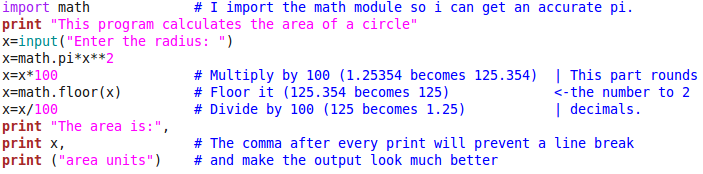 import math # I import the math module so i can get an accurate pi.
print "This program calculates the area of a circle"
x=input("Enter the radius: ")
x=math.pi*x**2
x=x*100 # Multiply by 100 (1.25354 becomes 125.354) | This part rounds
x=math.floor(x) # Floor it (125.354 becomes 125) <-the number to 2
x=x/100 # Divide by 100 (125 becomes 1.25) | decimals.
print "The area is:",
print x, # The comma after every print will prevent a line break
print ("area units") # and make the output look much better